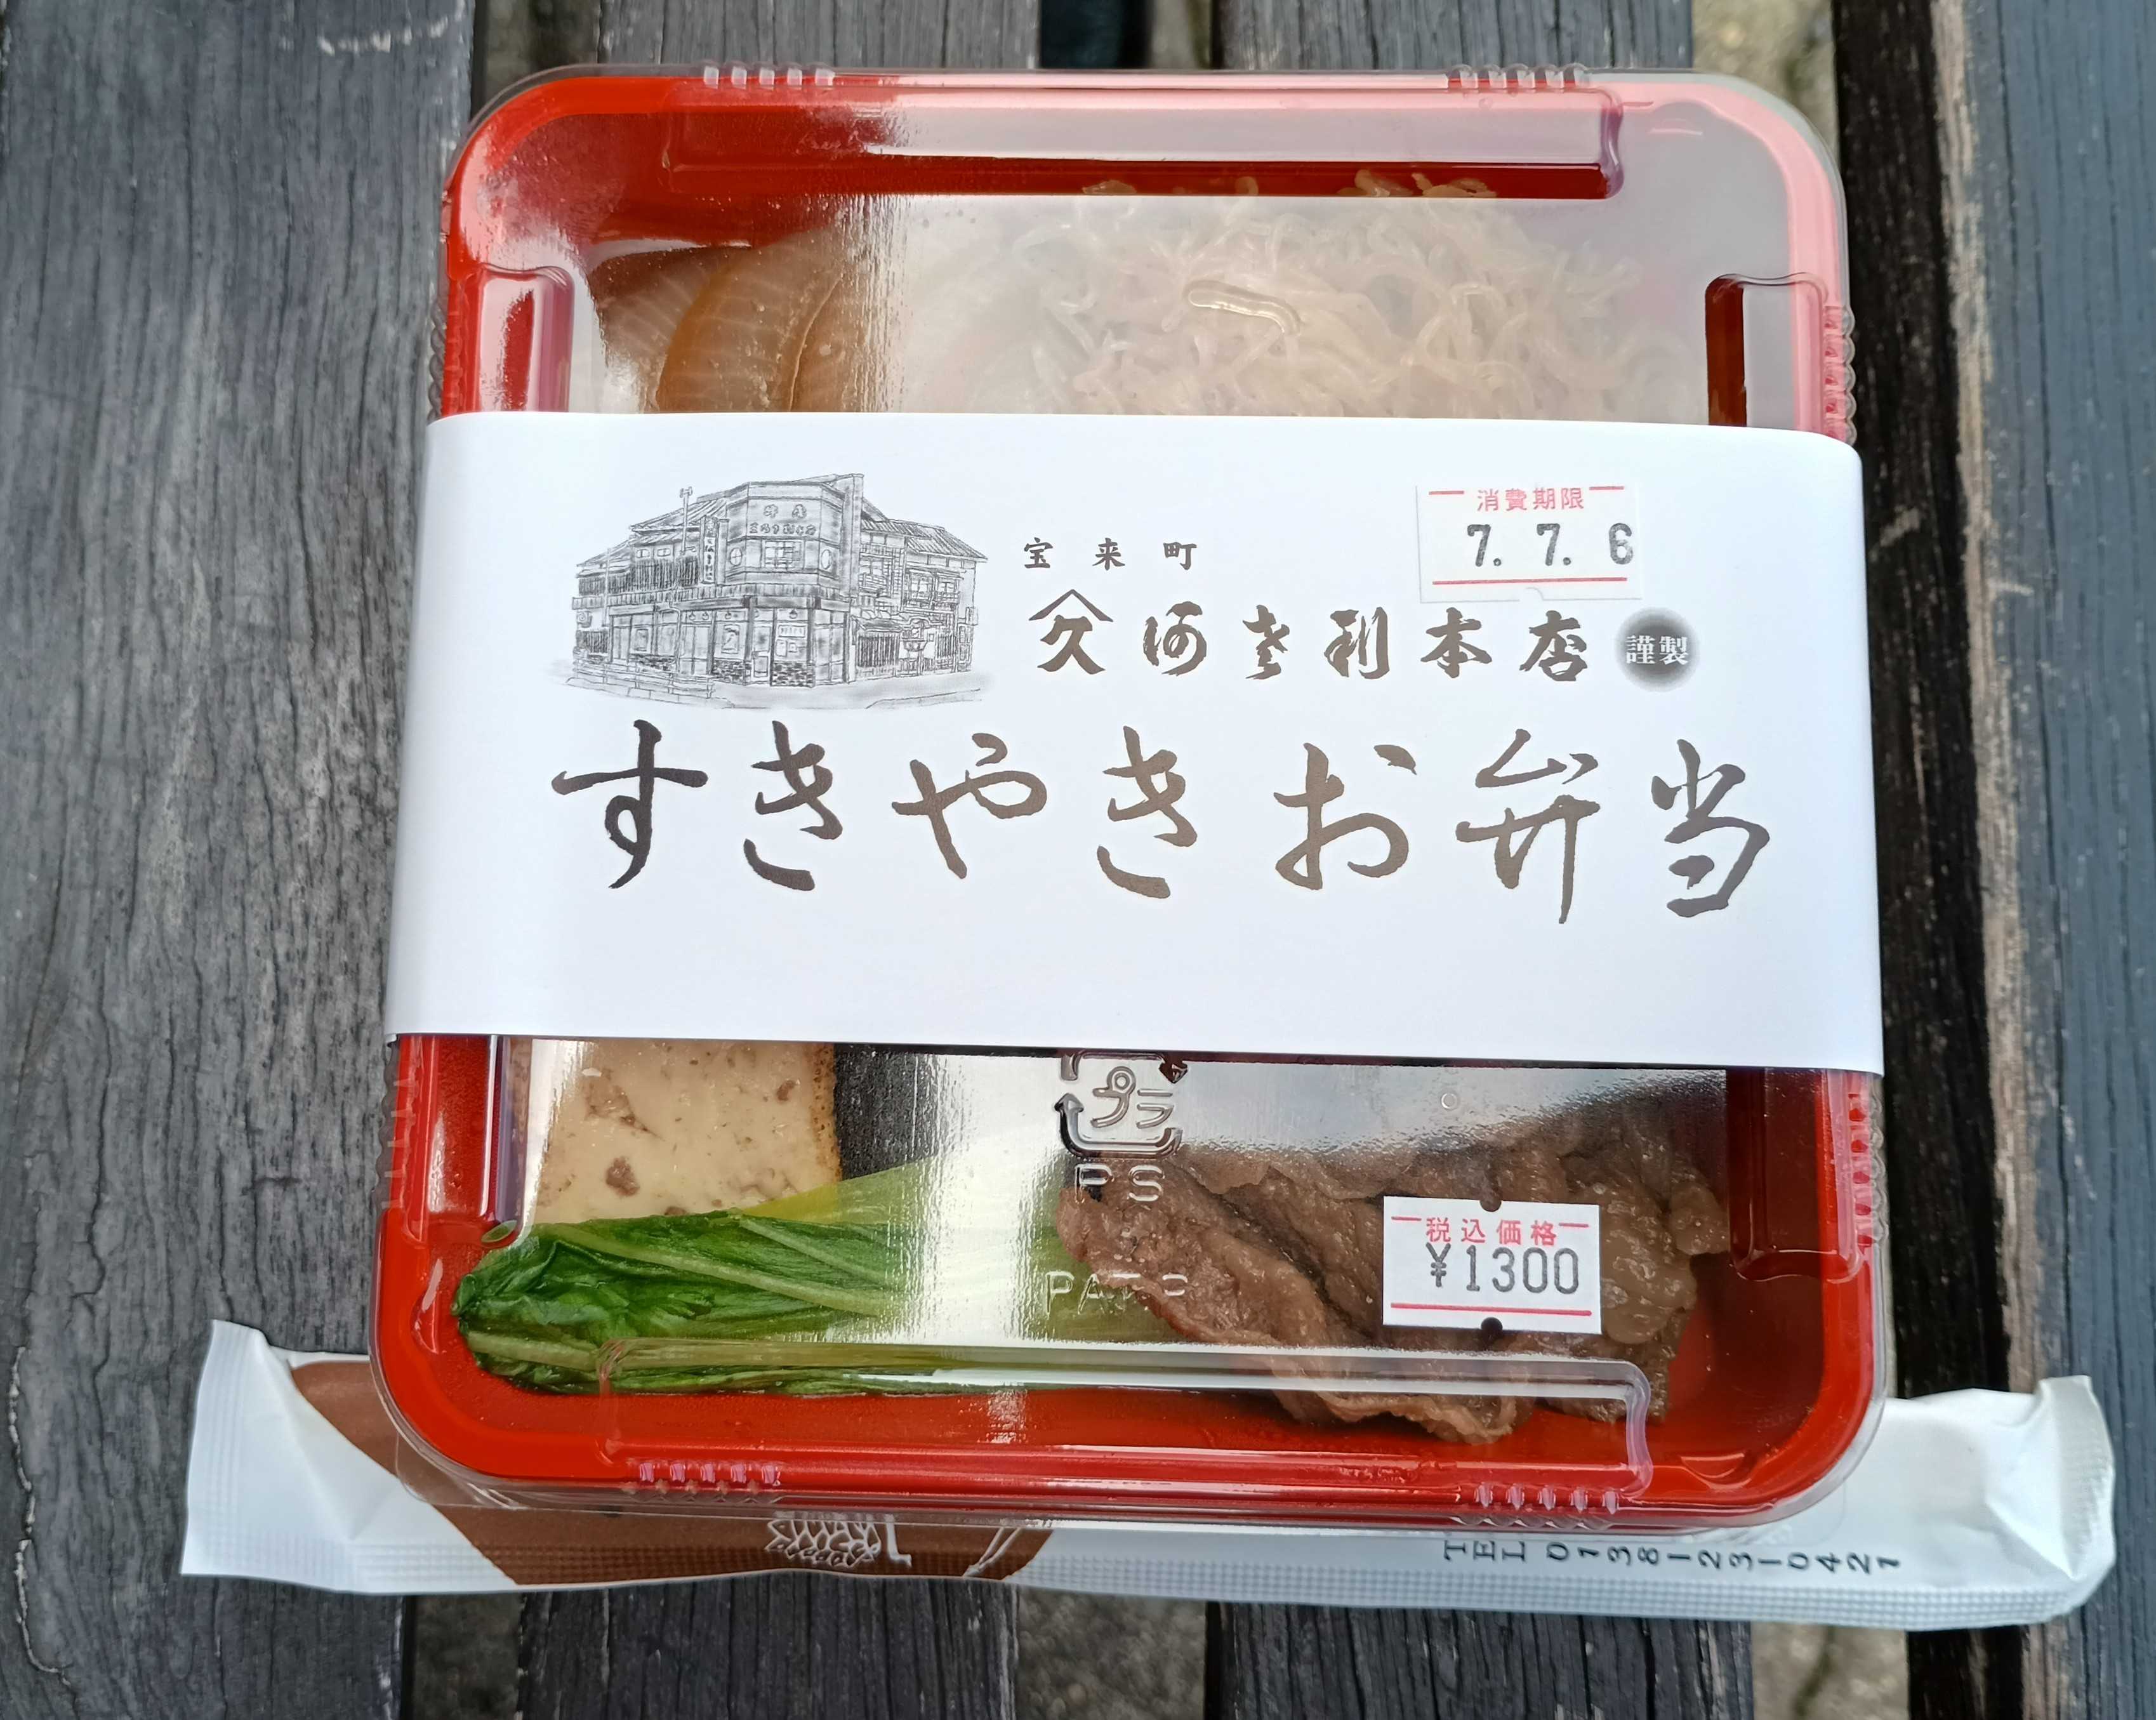 消費期限
7. 7. 6
宝来町
久 阿さ利本店 謹製
すきやきお弁当
プラ
PS
税込価格
¥1300
TEL 0138-23-0421